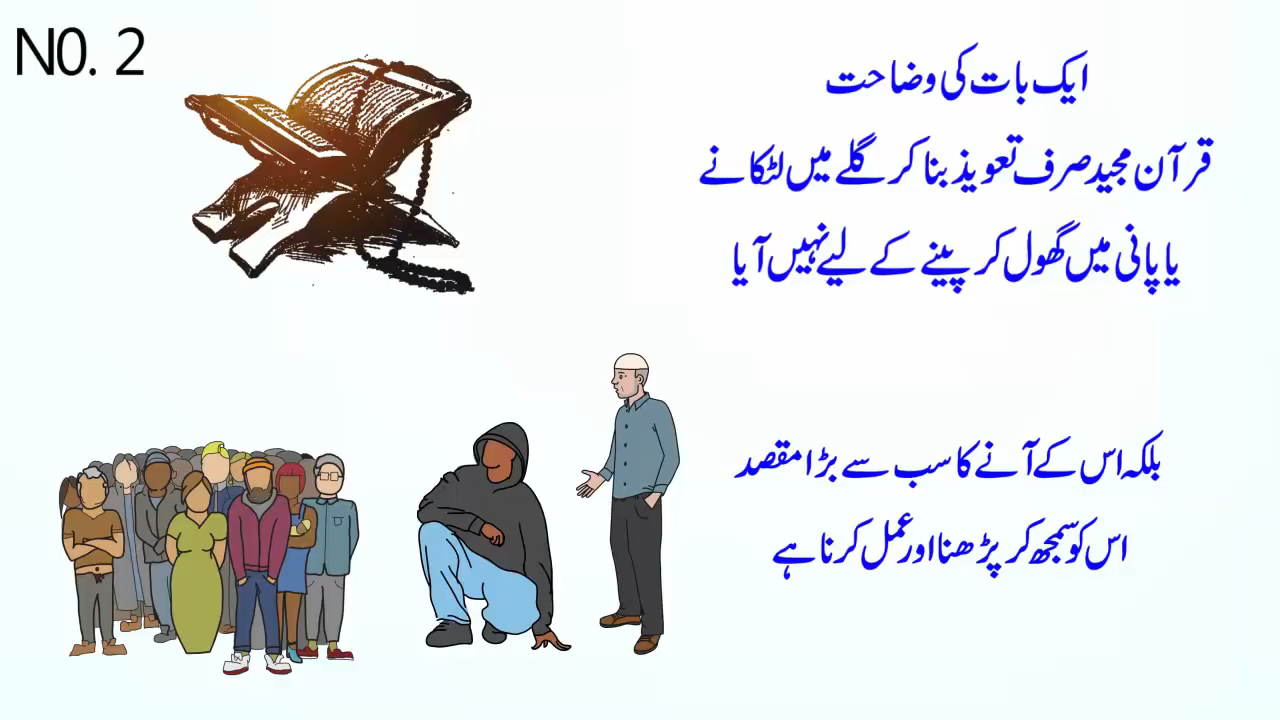 N0. 2
ایک بات کی وضاحت
قرآن مجید صرف تعویذ بنا کر گلے میں لٹکانے
یا پانی میں گھول کر پینے کے لیے نہیں آیا
بلکہ اس کے آنے کا سب سے بڑا مقصد
اس کو سمجھ کر پڑھنا اور عمل کرنا ہے